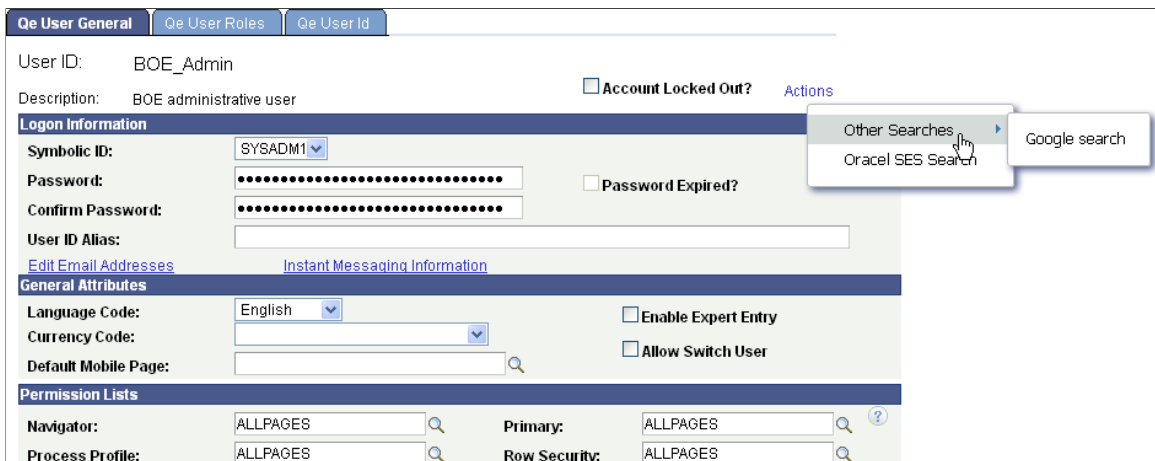 Qe User General Qe User Roles Qe User Id
User ID: BOE_Admin
Account Locked Out? Actions
Description: BOE administrative user
Logon Information
Other Searches Google search
Symbolic ID: SYSADM1
Oracel SES Search
Password: ••••••••••••••••••••••••••••••••
Password Expired?
Confirm Password: ••••••••••••••••••••••••••••••••
User ID Alias:
Edit Email Addresses Instant Messaging Information
General Attributes
Language Code: English
Enable Expert Entry
Currency Code:
Allow Switch User
Default Mobile Page:
Permission Lists
Navigator: ALLPAGES Primary: ALLPAGES ?
Process Profile: ALLPAGES Row Security: ALLPAGES